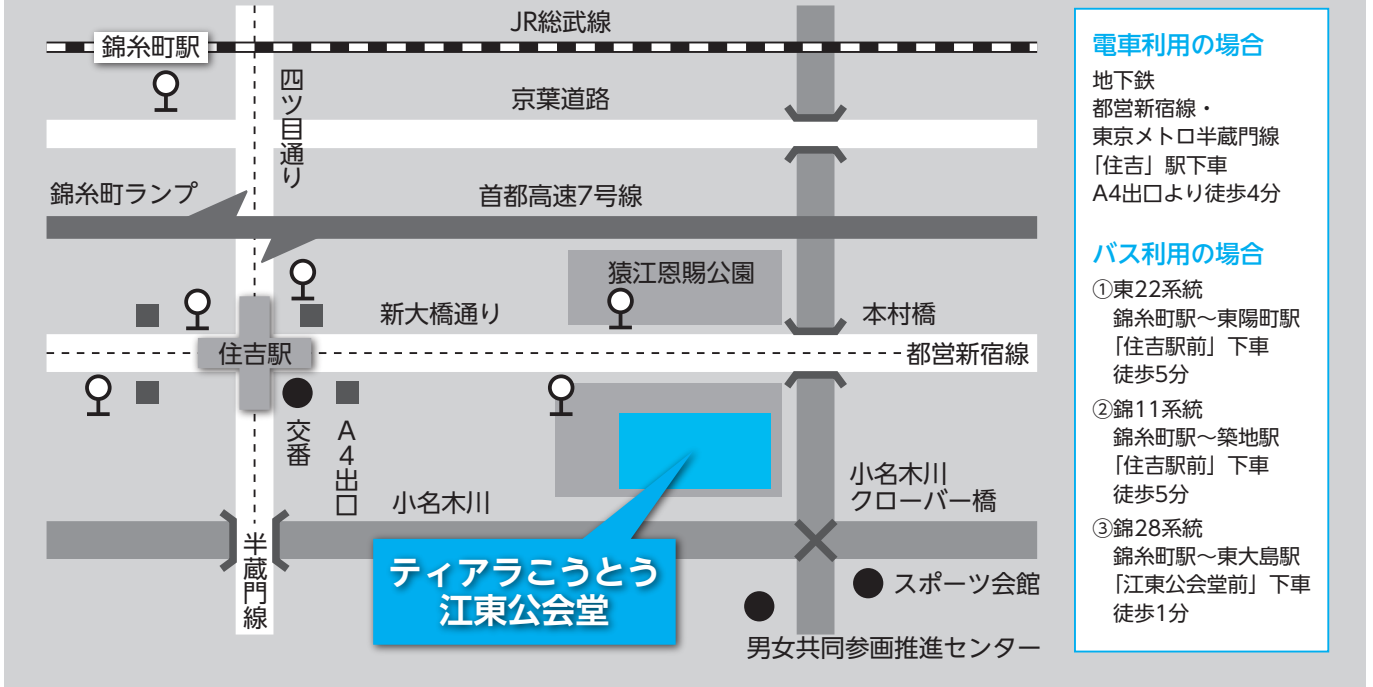 JR総武線
錦糸町駅
四ツ目通り
京葉道路
錦糸町ランプ
首都高速7号線
猿江恩賜公園
新大橋通り
本村橋
住吉駅
都営新宿線
交番
A4出口
小名木川
小名木川
クローバー橋
半蔵門線
ティアラこうとう
江東公会堂
スポーツ会館
男女共同参画推進センター
電車利用の場合
地下鉄
都営新宿線・
東京メトロ半蔵門線
「住吉」駅下車
A4出口より徒歩4分
バス利用の場合
①東22系統
錦糸町駅～東陽町駅
「住吉駅前」下車
徒歩5分
②錦11系統
錦糸町駅～築地駅
「住吉駅前」下車
徒歩5分
③錦28系統
錦糸町駅～東大島駅
「江東公会堂前」下車
徒歩1分